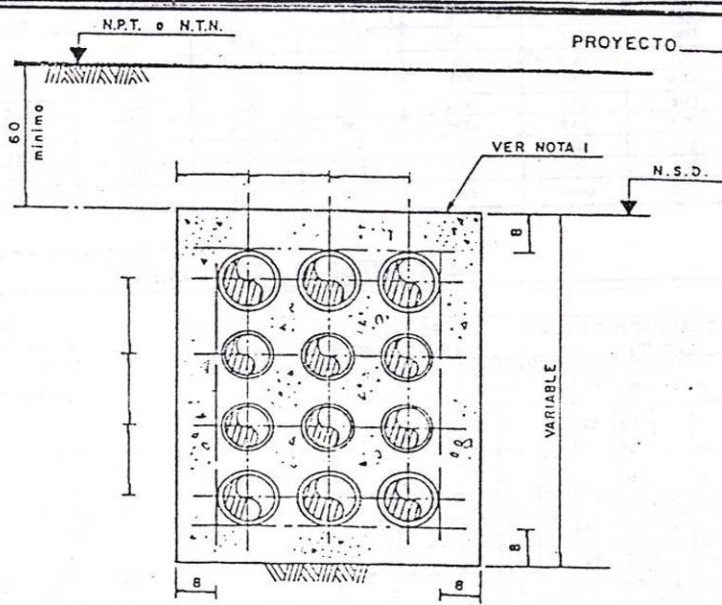 N.P.T. o N.T.N.
PROYECTO
60
minimo
VER NOTA 1
N.S.D.
8
VARIABLE
8
8
8